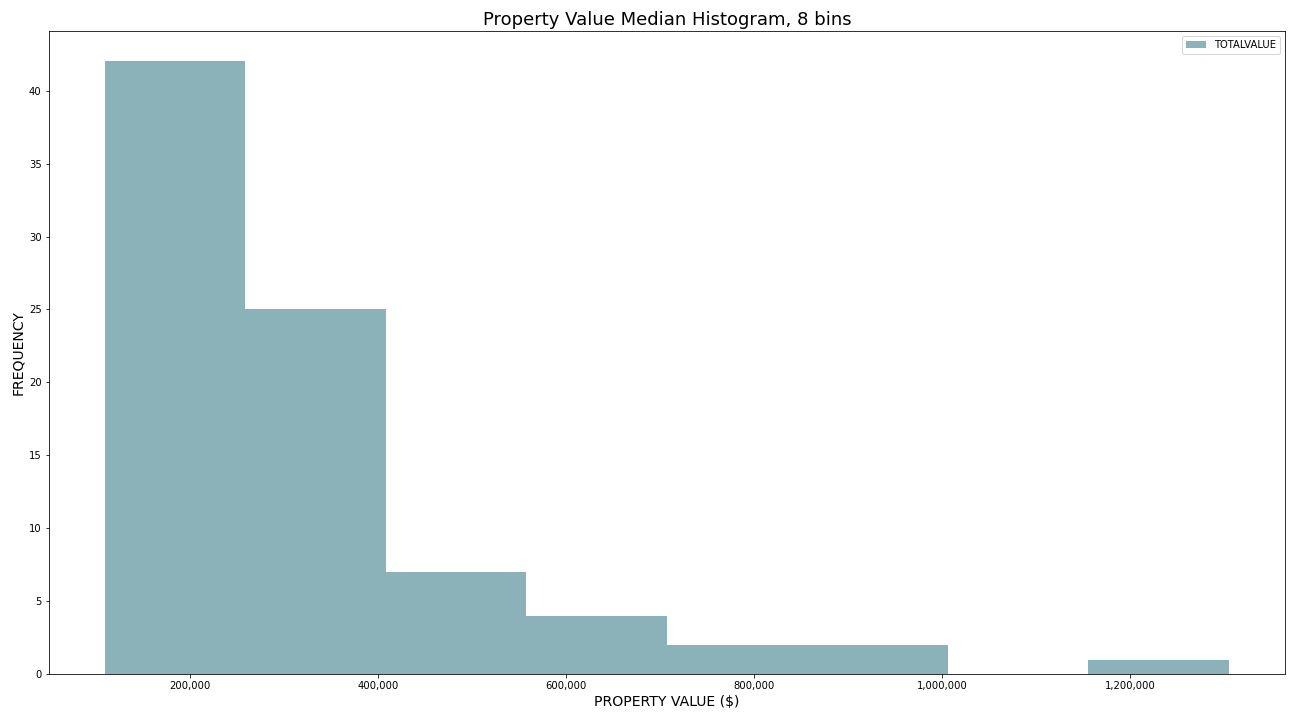 Property Value Median Histogram, 8 bins
TOTALVALUE
FREQUENCY
40
35
30
25
20
15
10
5
0
200,000 400,000 600,000 800,000 1,000,000 1,200,000
PROPERTY VALUE ($)